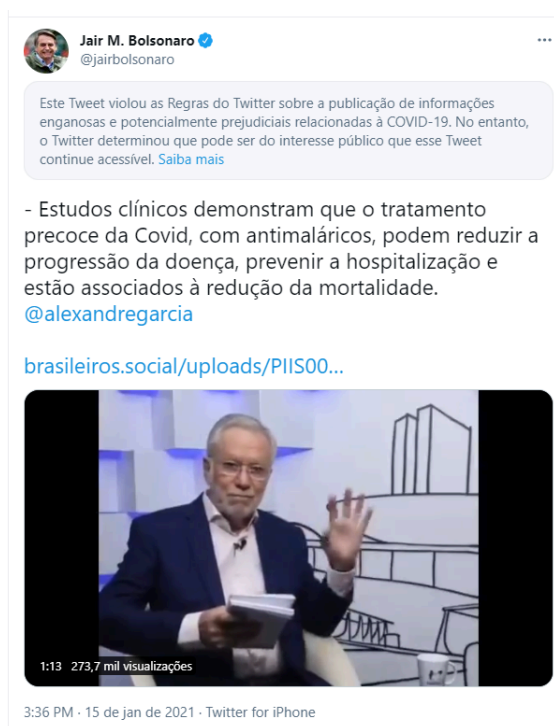 Jair M. Bolsonaro
@jairbolsonaro
Este Tweet violou as Regras do Twitter sobre a publicação de informações
enganosas e potencialmente prejudiciais relacionadas à COVID-19. No entanto,
o Twitter determinou que pode ser do interesse público que esse Tweet
continue acessível. Saiba mais
- Estudos clínicos demonstram que o tratamento
precoce da Covid, com antimaláricos, podem reduzir a
progressão da doença, prevenir a hospitalização e
estão associados à redução da mortalidade.
@alexandregarcia
brasileiros.social/uploads/PIIS00...
1:13 273,7 mil visualizações
3:36 PM · 15 de jan de 2021 · Twitter for iPhone